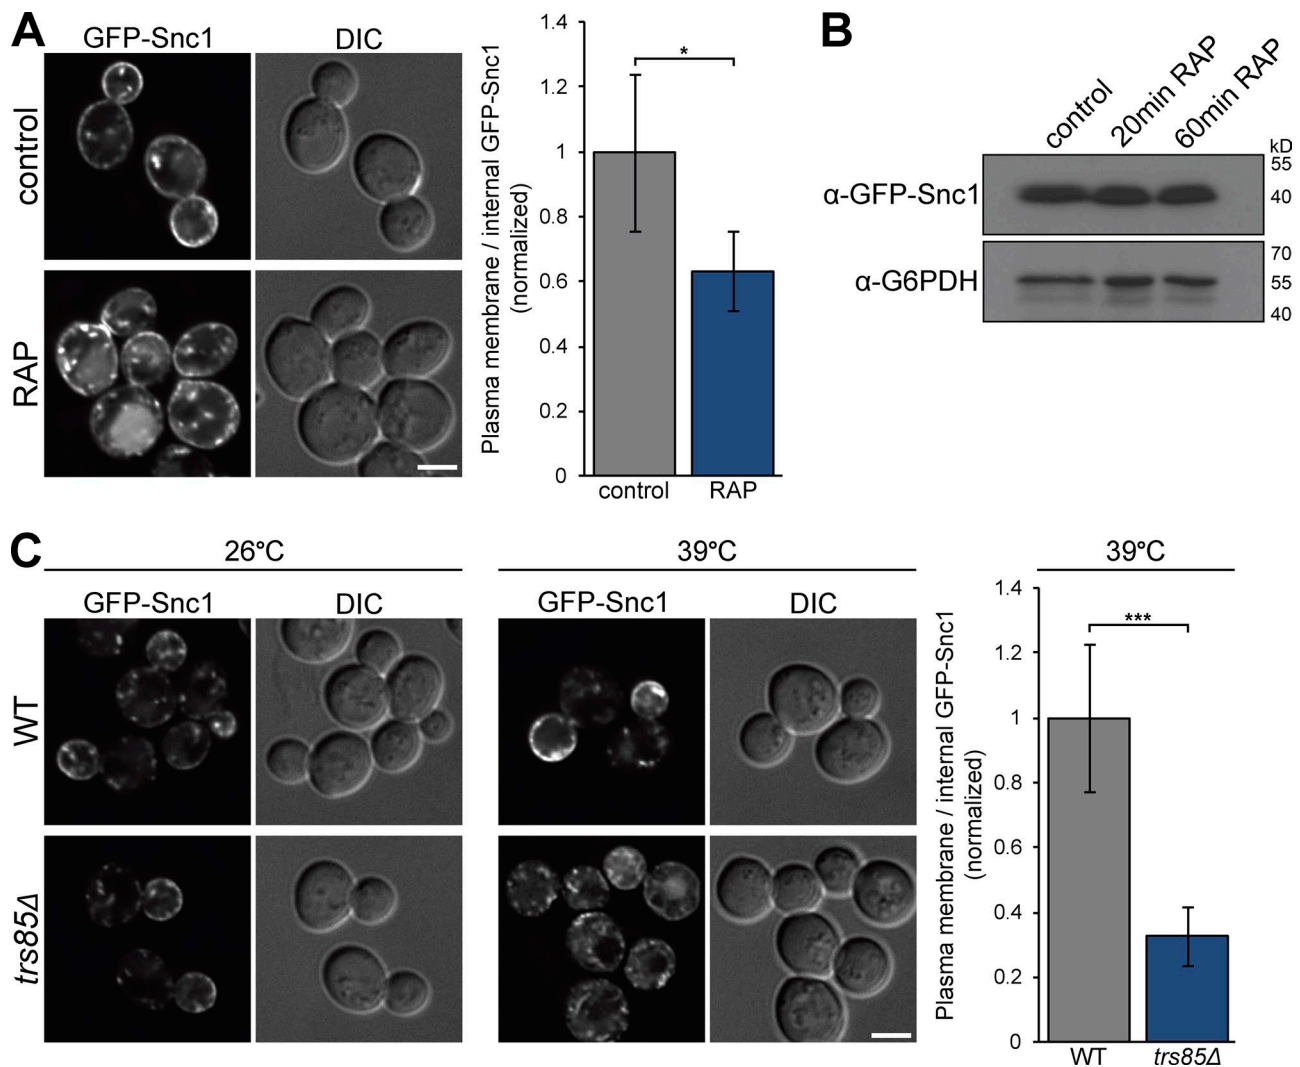 A
GFP-Snc1
DIC
control
RAP
Plasma membrane / internal GFP-Snc1
(normalized)
1.4
1.2
1
0.8
0.6
0.4
0.2
0
*
control
RAP
B
control
20min RAP
60min RAP
kD
55
α-GFP-Snc1
40
70
α-G6PDH
55
40
C
26°C
39°C
39°C
GFP-Snc1
DIC
GFP-Snc1
DIC
WT
trs85Δ
Plasma membrane / internal GFP-Snc1
(normalized)
1.4
1.2
1
0.8
0.6
0.4
0.2
0
***
WT
trs85Δ